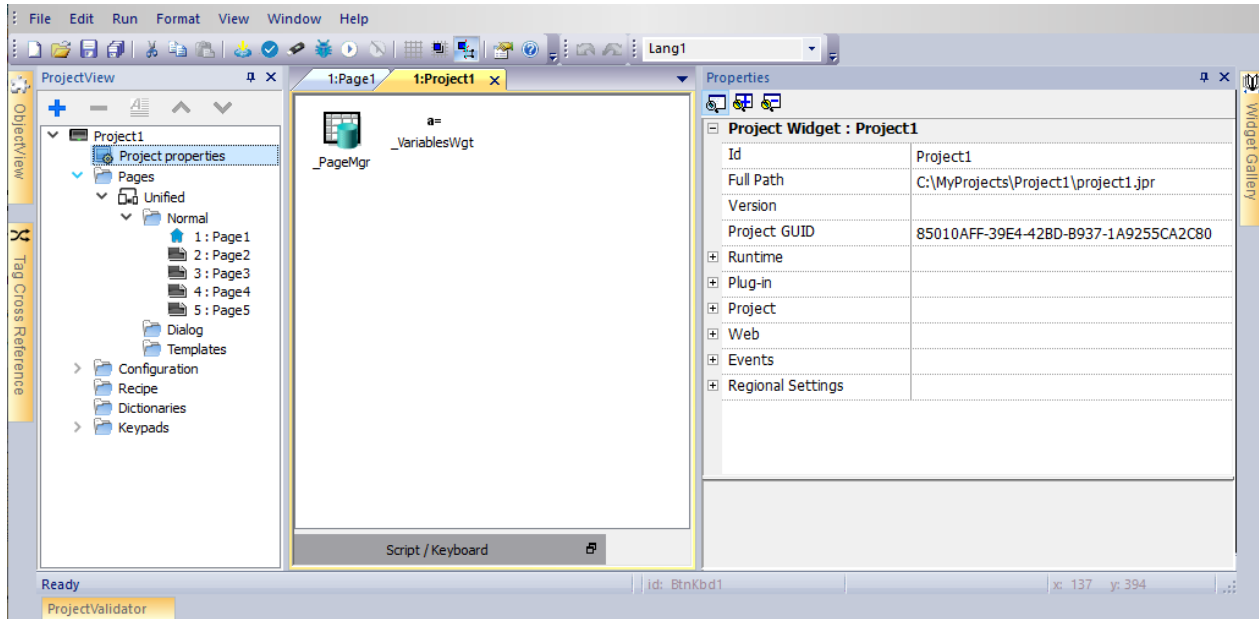 File Edit Run Format View Window Help
Lang1
ProjectView
1:Page1 1:Project1
Properties
ObjectView
Tag Cross Reference
Project1
Project properties
Pages
Unified
Normal
1 : Page1
2 : Page2
3 : Page3
4 : Page4
5 : Page5
Dialog
Templates
Configuration
Recipe
Dictionaries
Keypads
_PageMgr
a=
_VariablesWgt
Script / Keyboard
Project Widget : Project1
Id Project1
Full Path C:\MyProjects\Project1\project1.jpr
Version
Project GUID 85010AFF-39E4-42BD-B937-1A9255CA2C80
Runtime
Plug-in
Project
Web
Events
Regional Settings
Widget Gallery
Ready id: BtnKbd1 x: 137 y: 394
ProjectValidator